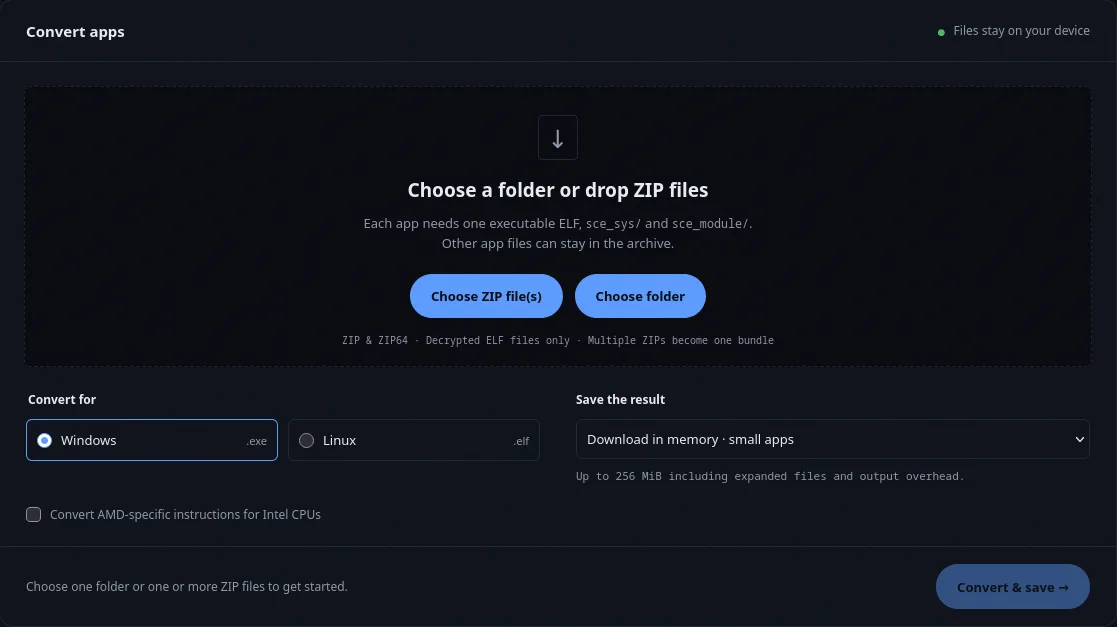 Convert apps
Files stay on your device
↓
Choose a folder or drop ZIP files
Each app needs one executable ELF, sce_sys/ and sce_module/.
Other app files can stay in the archive.
Choose ZIP file(s)
Choose folder
ZIP & ZIP64 · Decrypted ELF files only · Multiple ZIPs become one bundle
Convert for
Windows .exe
Linux .elf
Save the result
Download in memory · small apps
Up to 256 MiB including expanded files and output overhead.
Convert AMD-specific instructions for Intel CPUs
Choose one folder or one or more ZIP files to get started.
Convert & save →